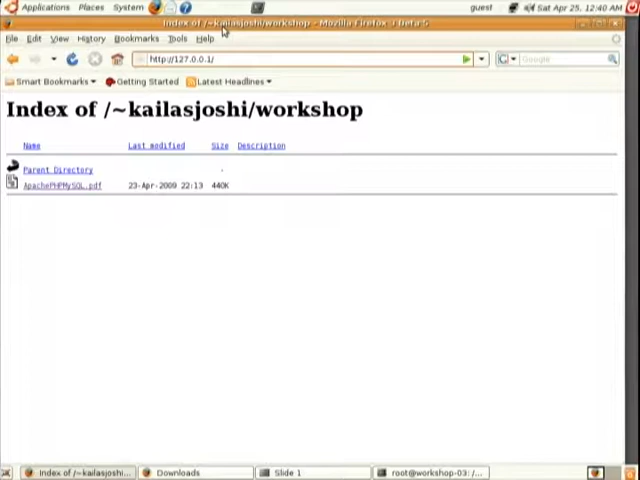 Applications Places System guest Sat Apr 25, 12:40 AM
Index of /~kailasjoshi/workshop - Mozilla Firefox 3 Beta 5
File Edit View History Bookmarks Tools Help
http://127.0.0.1/ Google
Smart Bookmarks Getting Started Latest Headlines
Index of /~kailasjoshi/workshop
Name Last modified Size Description
Parent Directory -
ApachePHPMySQL.pdf 23-Apr-2009 22:13 440K
Index of /~kailasjoshi... Downloads Slide 1 root@workshop-03: /...